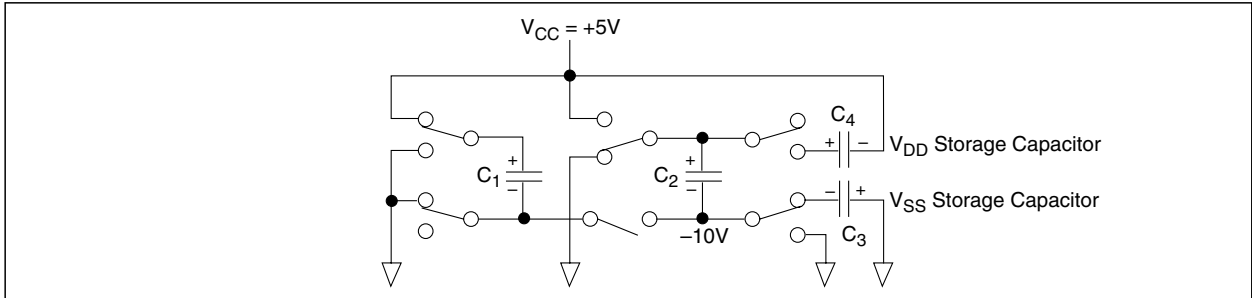 V_CC = +5V
C_4
+
–
V_DD Storage Capacitor
+
C_1
–
+
C_2
–
–
+
V_SS Storage Capacitor
–10V
C_3